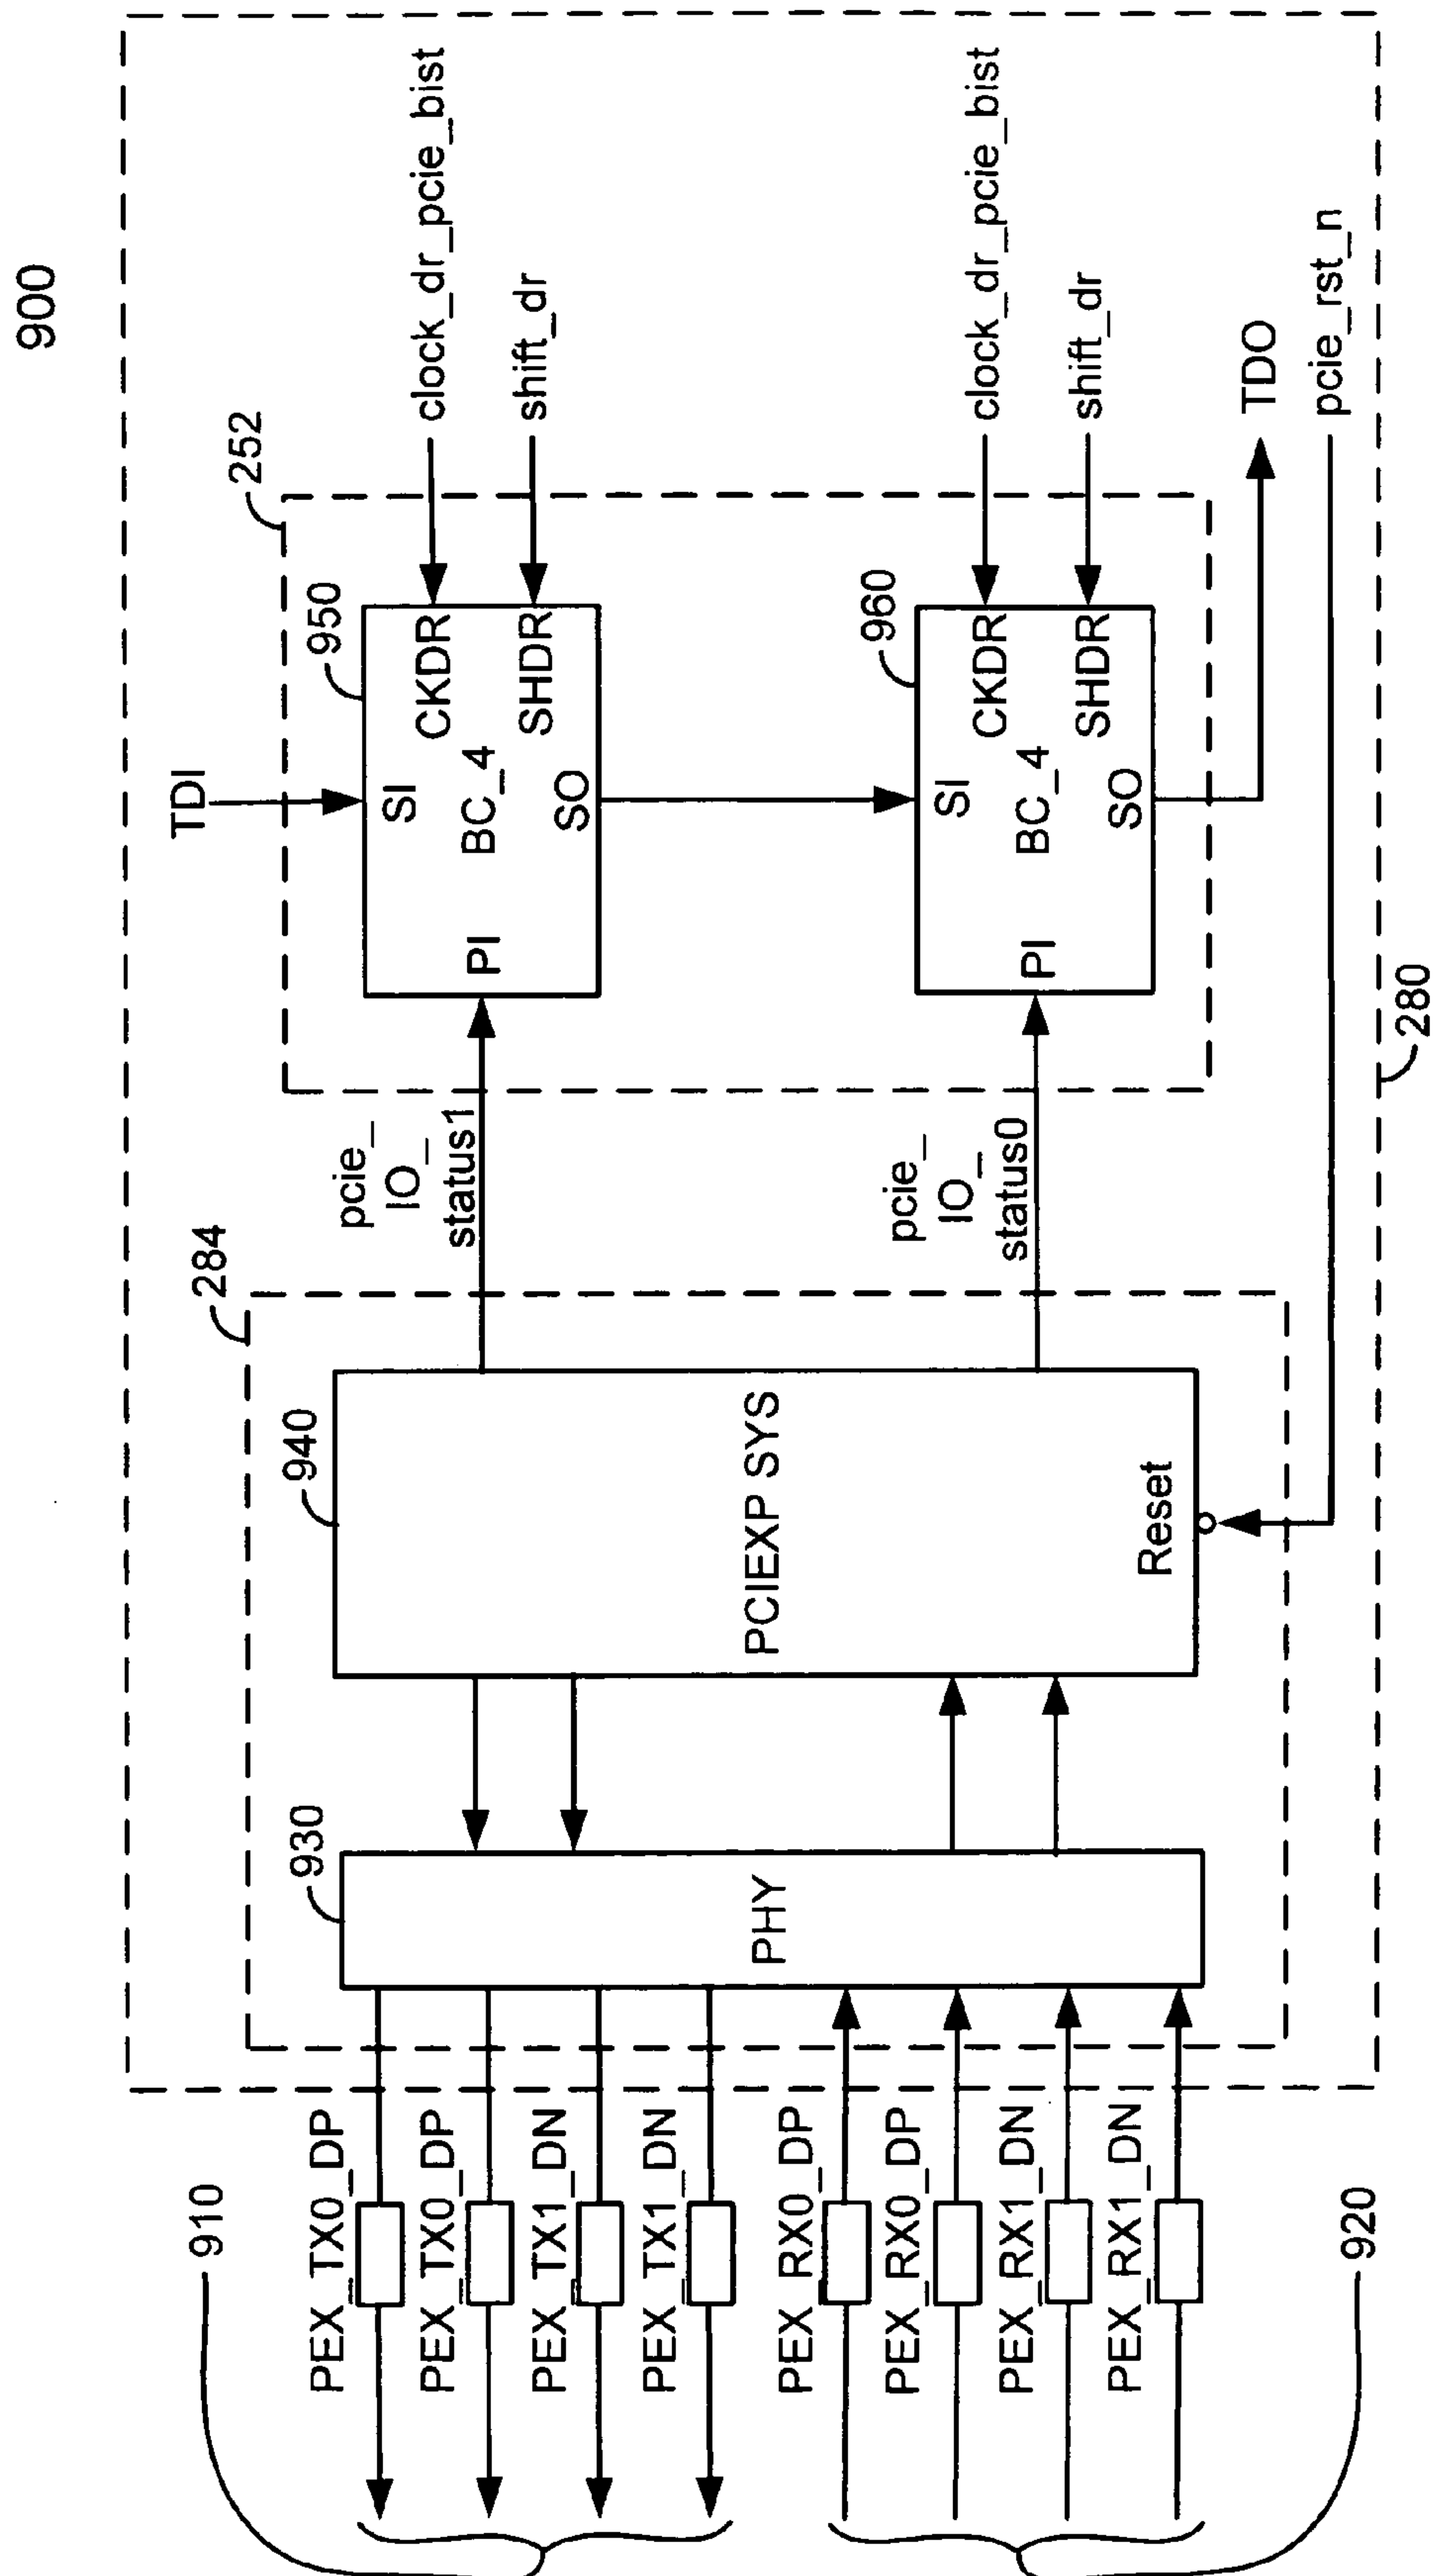 900
910
PEX_TX0_DP
PEX_TX0_DP
PEX_TX1_DN
PEX_TX1_DN
PEX_RX0_DP
PEX_RX0_DP
PEX_RX1_DN
PEX_RX1_DN
920
284
930
PHY
940
PCIEXP SYS
Reset
pcie_
IO_
status1
pcie_
IO_
status0
TDI
252
950
SI
CKDR
PI
BC_4
SHDR
SO
clock_dr_pcie_bist
shift_dr
960
SI
CKDR
PI
BC_4
SHDR
SO
clock_dr_pcie_bist
shift_dr
TDO
pcie_rst_n
280